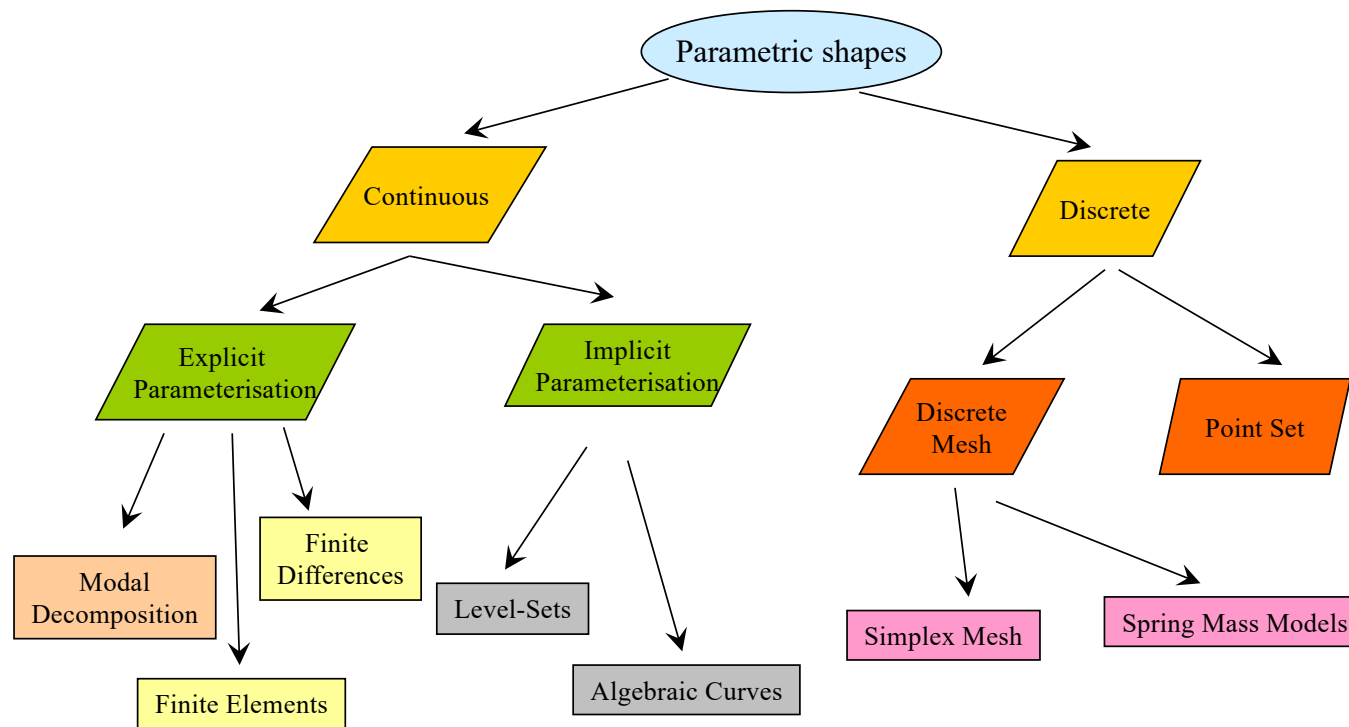 Parametric shapes
Continuous
Discrete
Explicit
Parameterisation
Implicit
Parameterisation
Discrete
Mesh
Point Set
Modal
Decomposition
Finite
Differences
Level-Sets
Simplex Mesh
Spring Mass Models
Finite Elements
Algebraic Curves